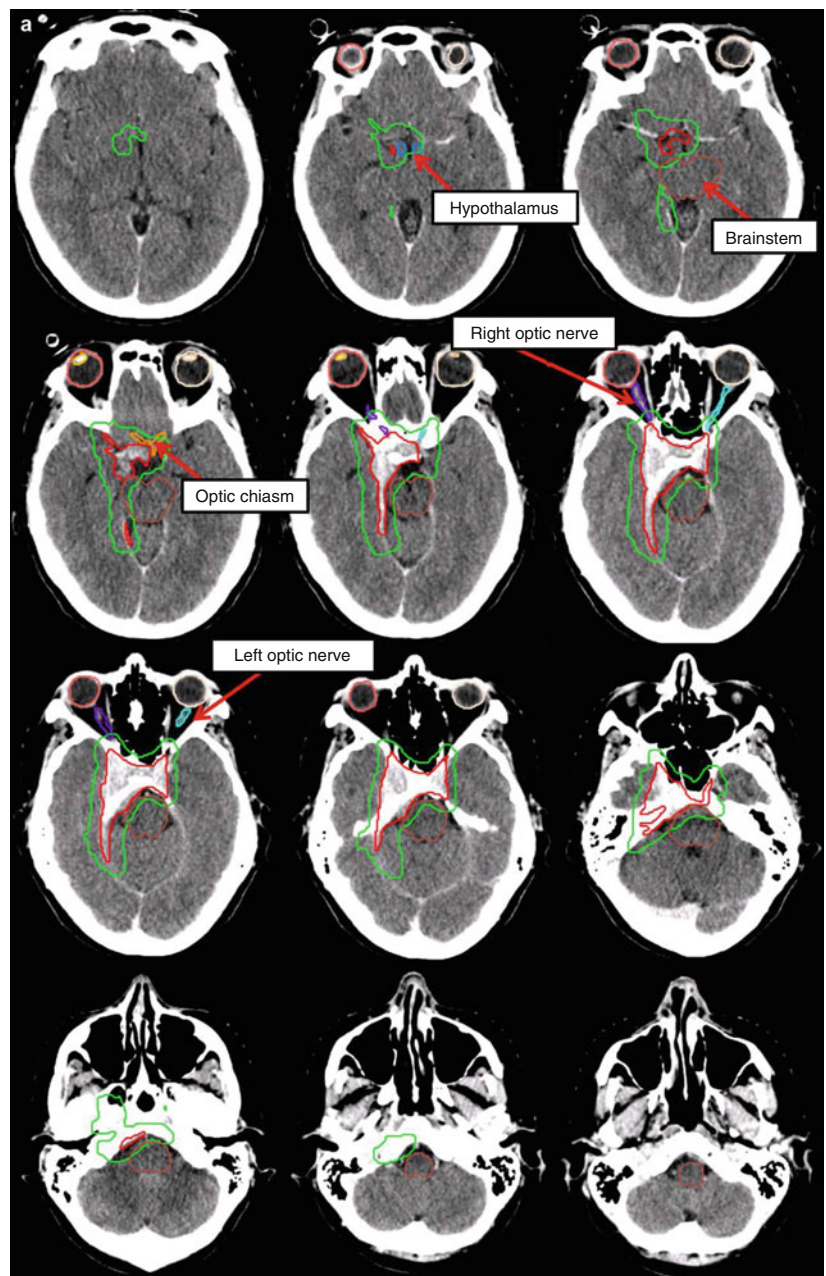 a
Hypothalamus
Brainstem
Right optic nerve
Optic chiasm
Left optic nerve